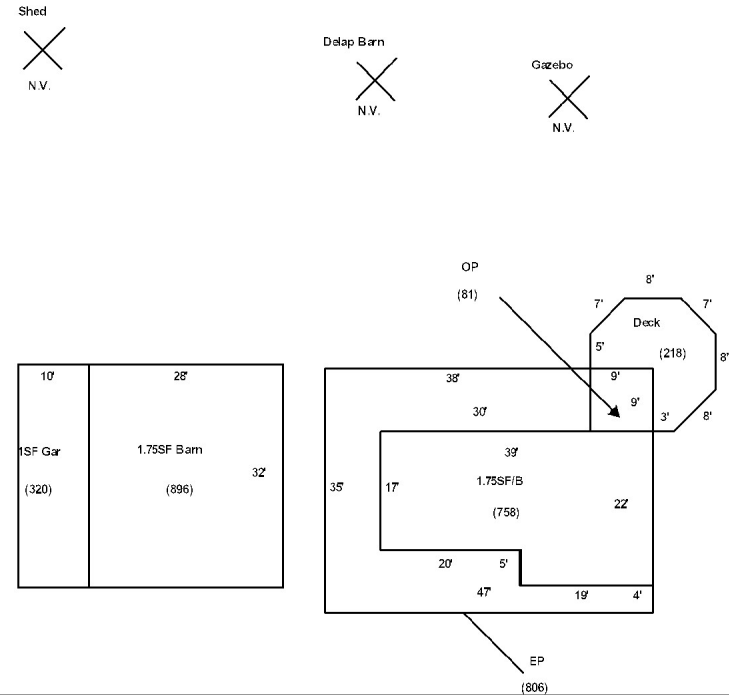 Shed
N.V.
Delap Barn
N.V.
Gazebo
N.V.
OP
(81)
8'
7'
7'
Deck
(218)
5'
8'
9'
9'
3'
8'
10'
28'
1SF Gar
(320)
1.75SF Barn
(896)
32'
38'
30'
39'
35'
17'
1.75SF/B
(758)
22'
20'
5'
47'
19'
4'
EP
(806)